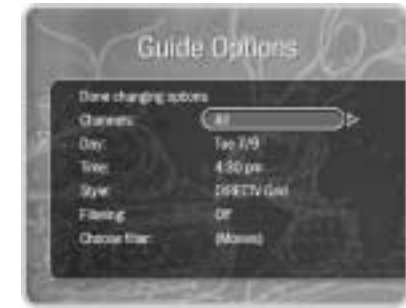 Guide Options
Done changing options
Channels: All
Day: Tue 7/9
Time: 4:30 pm
Style: DIRECTV Grid
Filtering: Off
Choose filter: (Movies)